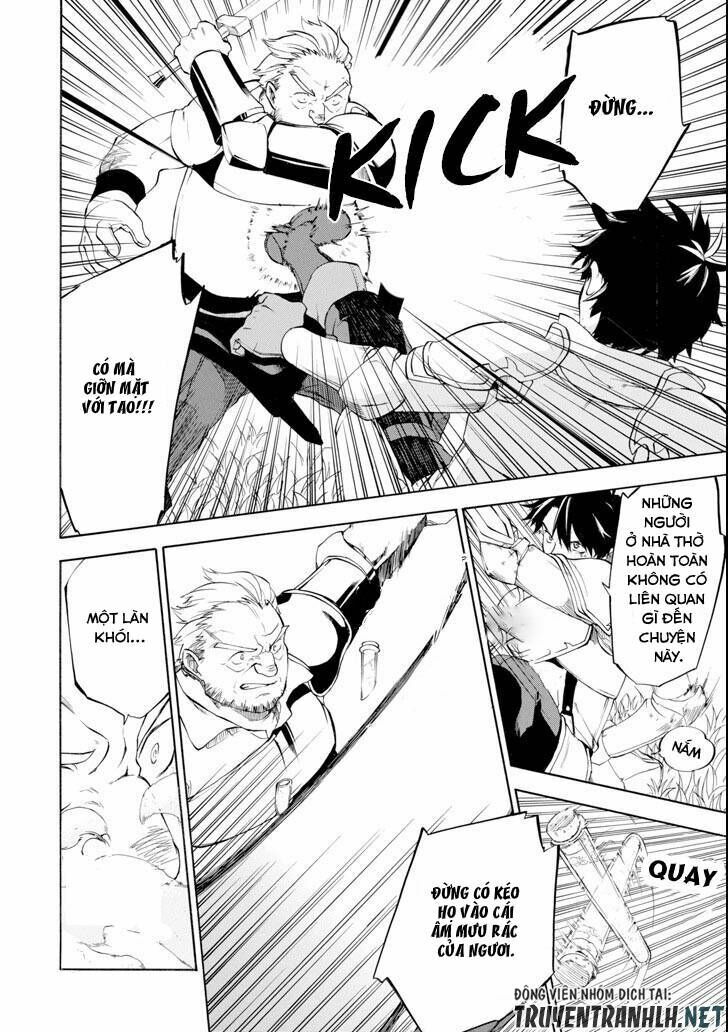 ĐỪNG...
KICK
CÓ MÀ
GIỠN MẶT
VỚI TAO!!!
NHỮNG
NGƯỜI
Ở NHÀ THỜ
HOÀN TOÀN
KHÔNG CÓ
LIÊN QUAN
GÌ ĐẾN
CHUYỆN
NÀY.
NẮM
MỘT LÀN
KHÓI...
QUAY
ĐỪNG CÓ KÉO
HỌ VÀO CÁI
ÂM MƯU RÁC
CỦA NGƯƠI.
ĐỘNG VIÊN NHÓM DỊCH TẠI:
TRUYENTRANHLH.NET